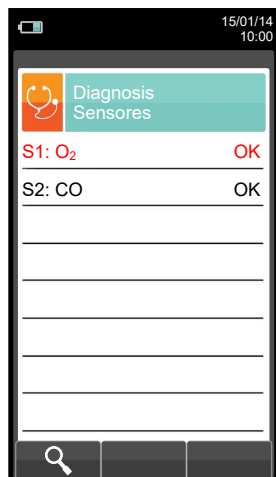 15/01/14
10:00
Diagnosis
Sensores
S1: O₂ OK
S2: CO OK